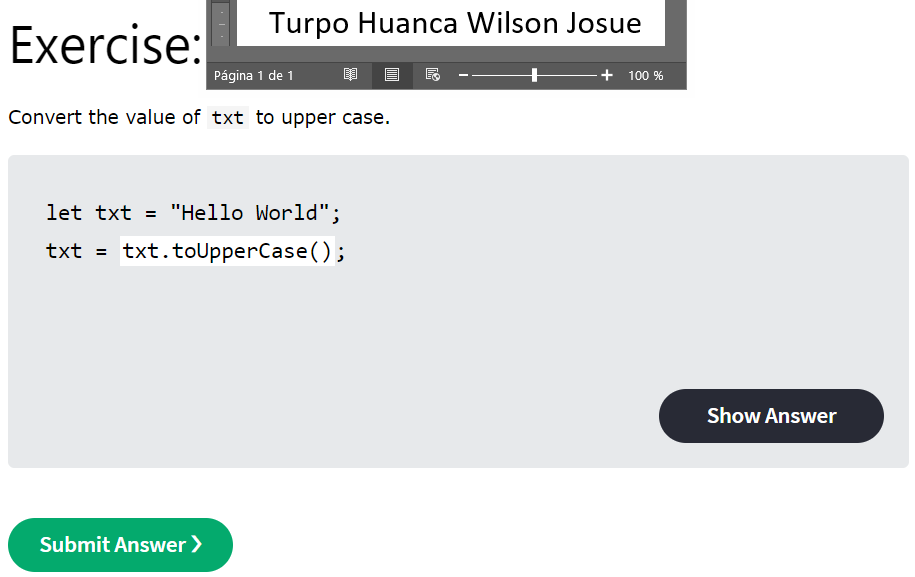 Turpo Huanca Wilson Josue
Exercise:
Página 1 de 1
100 %
Convert the value of txt to upper case.
let txt = "Hello World";
txt = txt.toUpperCase();
Show Answer
Submit Answer ❯